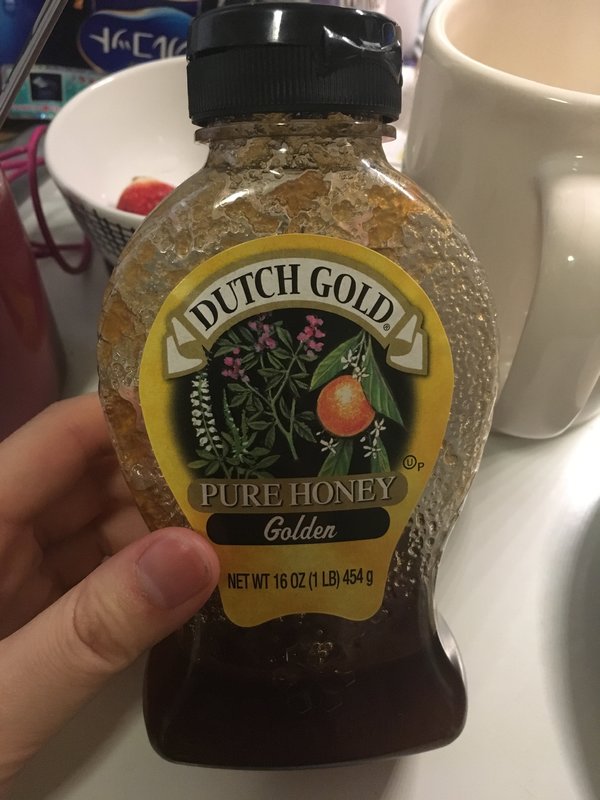 DUTCH GOLD®
PURE HONEY
Ⓤ P
Golden
NET WT 16 OZ (1 LB) 454 g